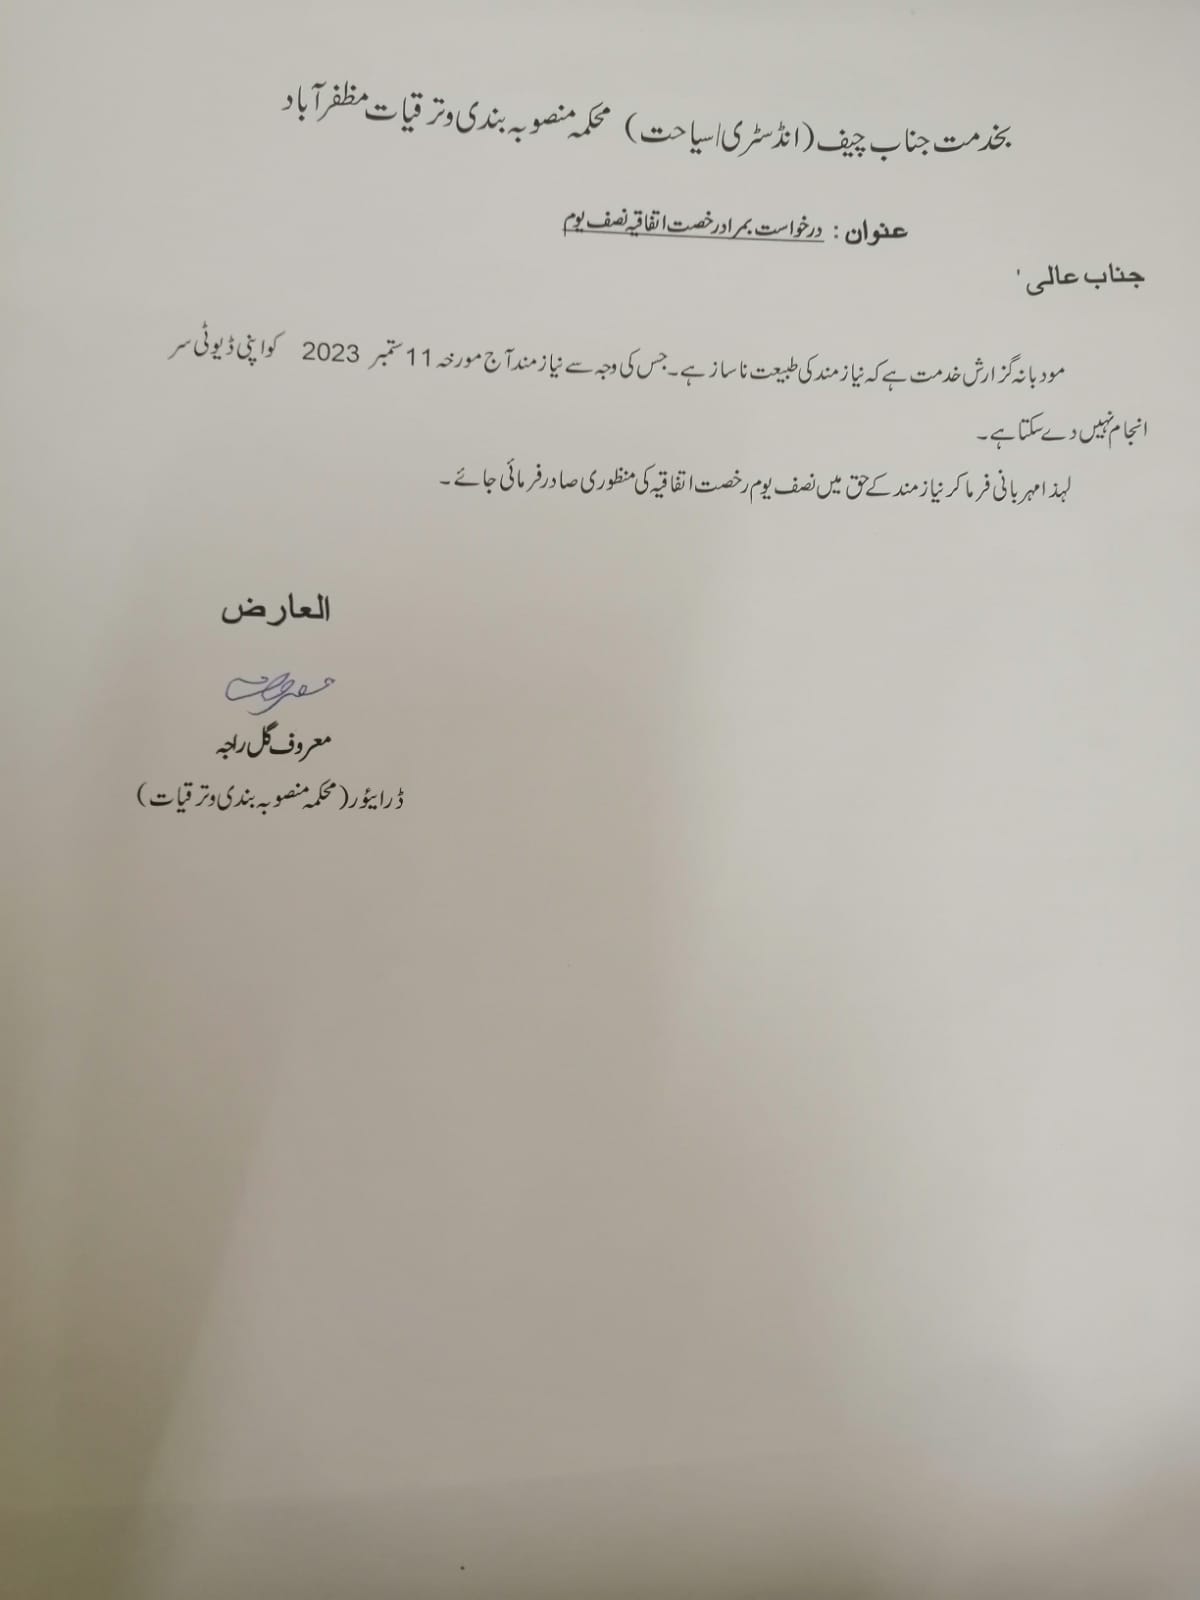 بخدمت جناب چیف (انڈسٹری/سیاحت) محکمہ منصوبہ بندی وترقیات مظفرآباد
عنوان : درخواست بمراد رخصت اتفاقیہ نصف یوم
جناب عالی '
مودبانہ گزارش خدمت ہے کہ نیازمند کی طبیعت ناساز ہے۔ جس کی وجہ سے نیازمند آج مورخہ 11 ستمبر 2023 کو اپنی ڈیوٹی سر
انجام نہیں دے سکتا ہے۔
لہذا مہربانی فرما کر نیازمند کے حق میں نصف یوم رخصت اتفاقیہ کی منظوری صادر فرمائی جائے۔
العارض
معروف گل راجہ
ڈرائیور (محکمہ منصوبہ بندی وترقیات)